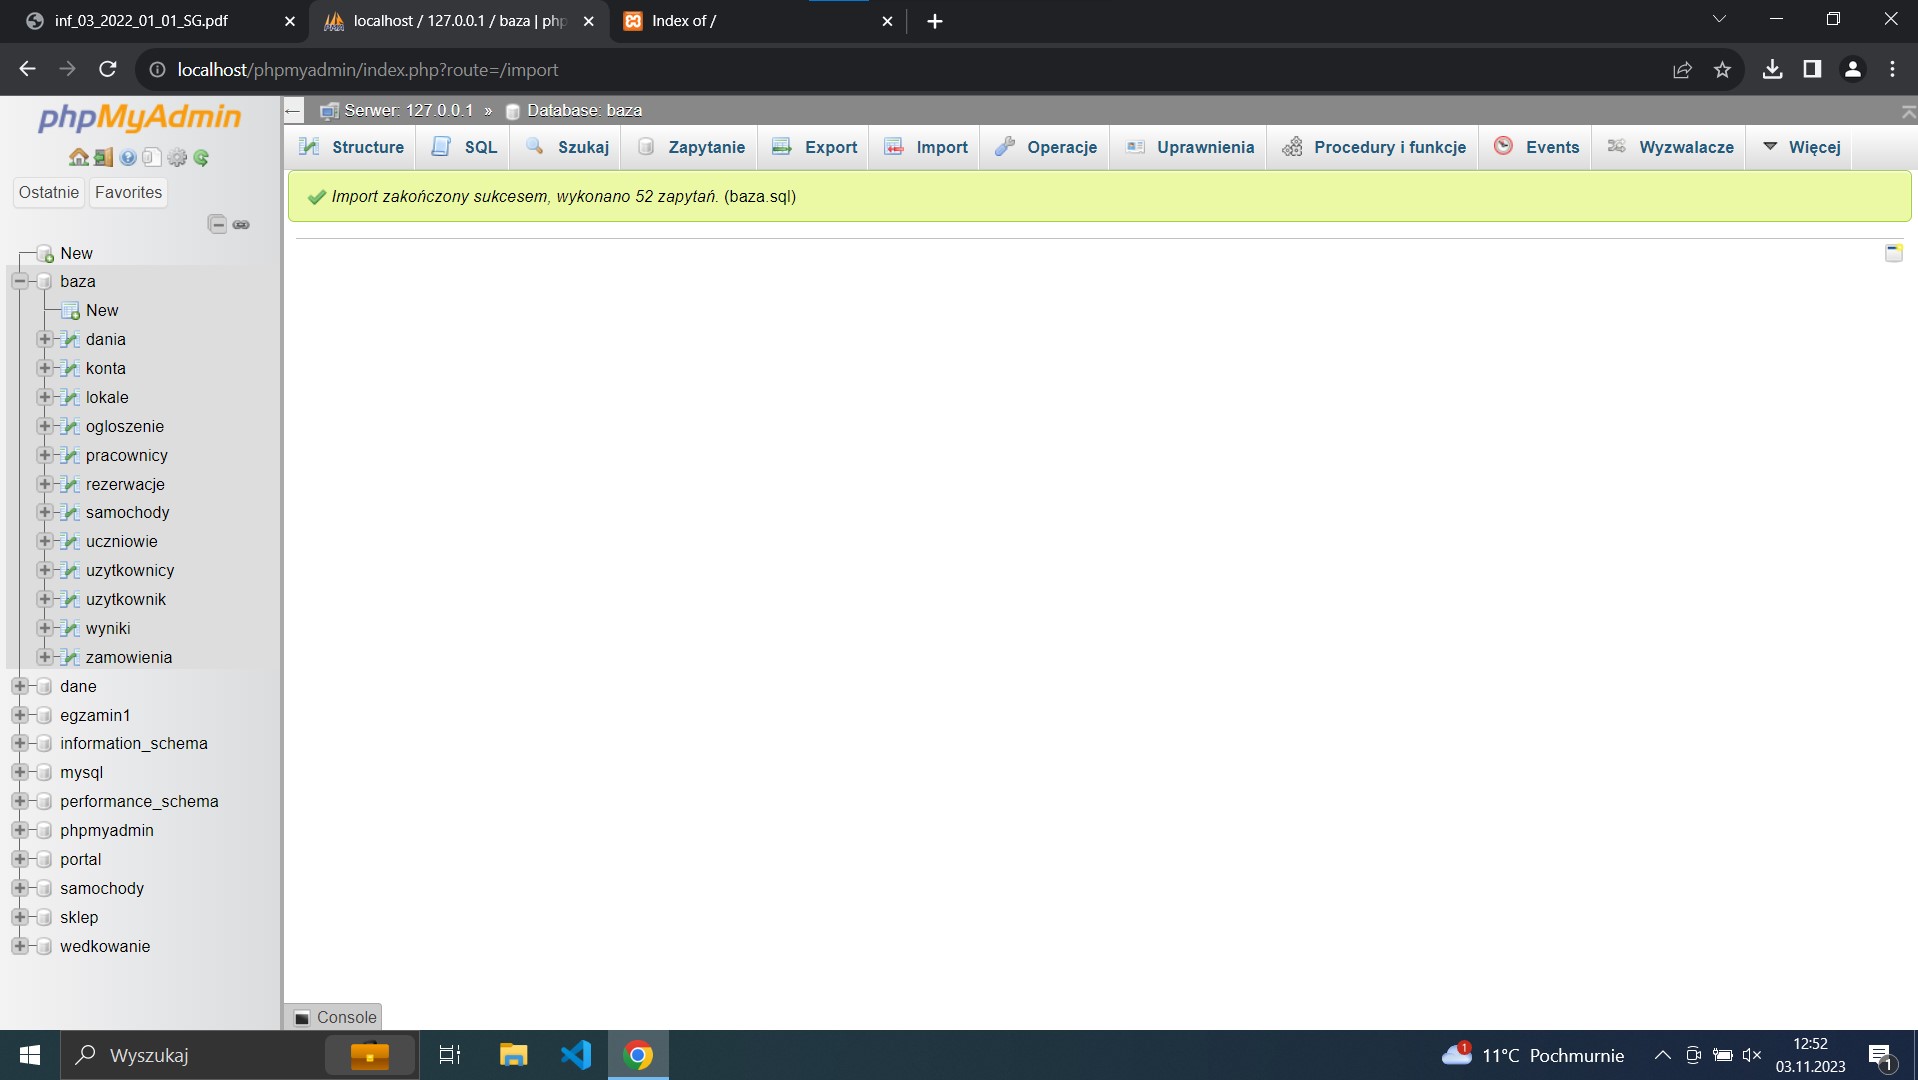 inf_03_2022_01_01_SG.pdf
localhost / 127.0.0.1 / baza | php
Index of /
localhost/phpmyadmin/index.php?route=/import
phpMyAdmin
Ostatnie Favorites
New
baza
New
dania
konta
lokale
ogloszenie
pracownicy
rezerwacje
samochody
uczniowie
uzytkownicy
uzytkownik
wyniki
zamowienia
dane
egzamin1
information_schema
mysql
performance_schema
phpmyadmin
portal
samochody
sklep
wedkowanie
Serwer: 127.0.0.1 » Database: baza
Structure SQL Szukaj Zapytanie Export Import Operacje Uprawnienia Procedury i funkcje Events Wyzwalacze Więcej
Import zakończony sukcesem, wykonano 52 zapytań. (baza.sql)
Console
Wyszukaj
1
11°C Pochmurnie
12:52
03.11.2023
1